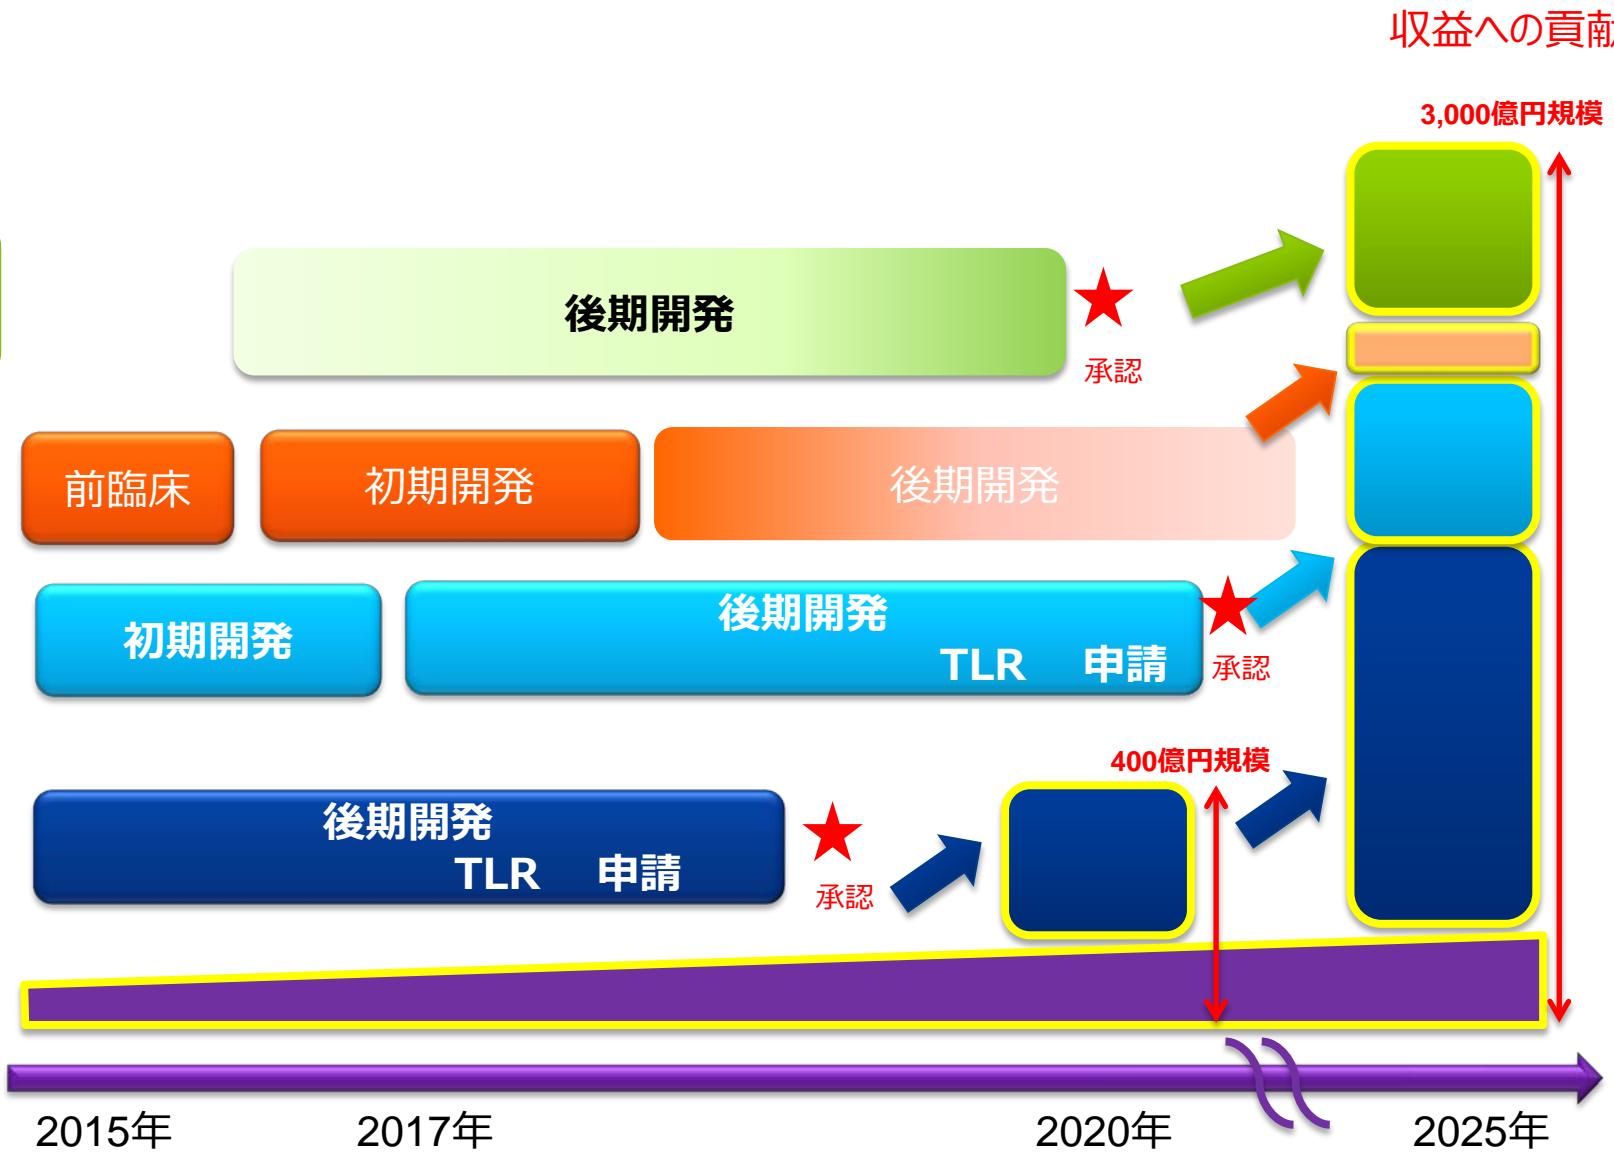 収益への貢献
3,000億円規模
後期開発
承認
前臨床
初期開発
後期開発
初期開発
後期開発
TLR 申請
承認
400億円規模
後期開発
TLR 申請
承認
2015年
2017年
2020年
2025年